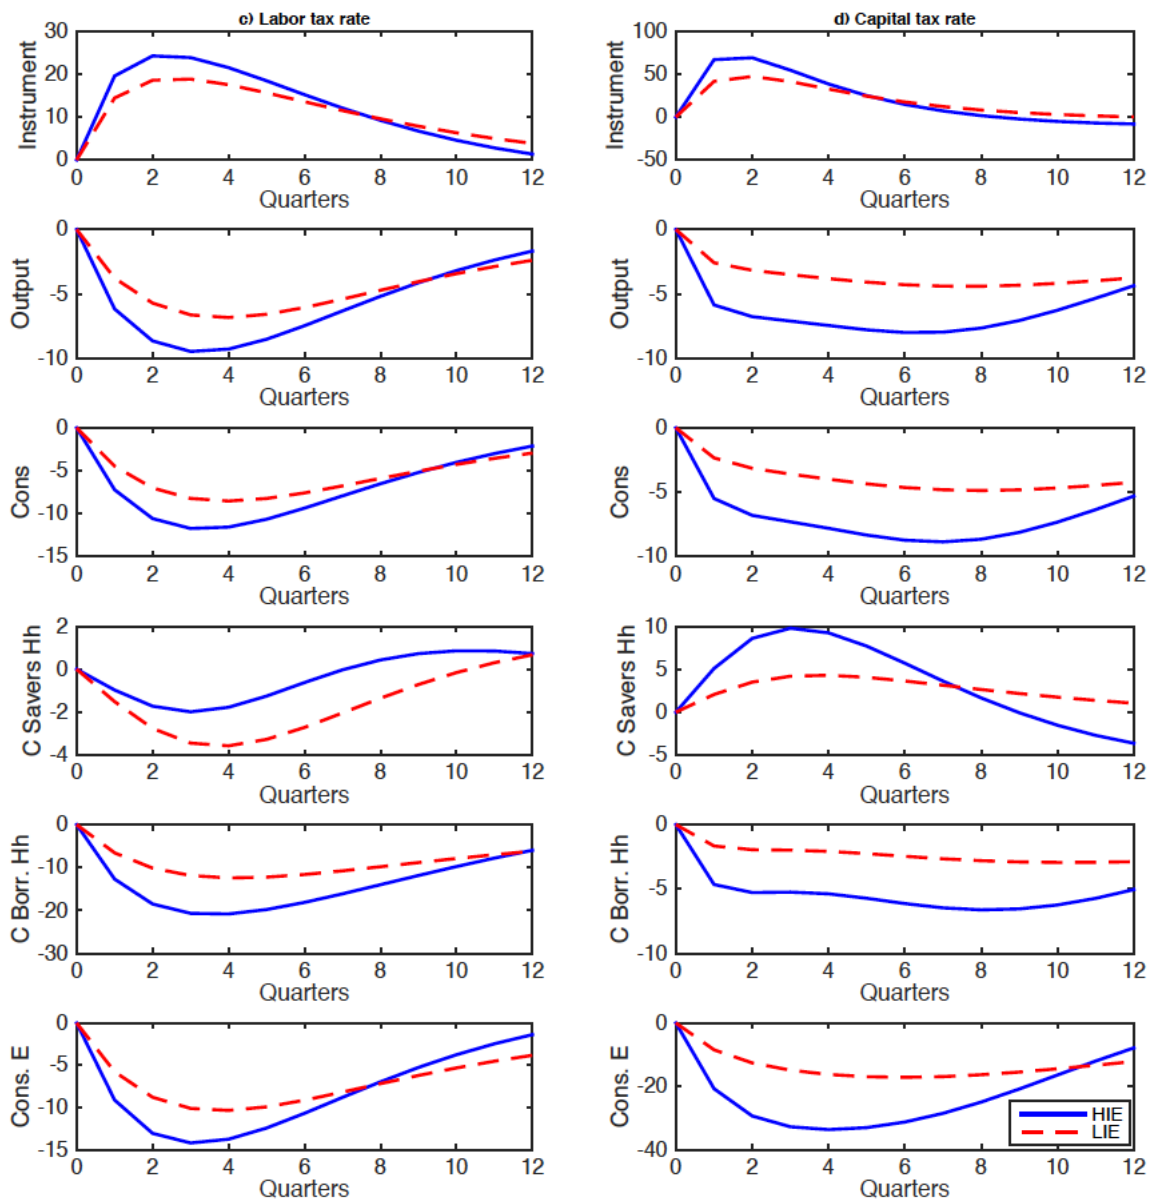 c) Labor tax rate
30
20
10
0
Instrument
0 2 4 6 8 10 12
Quarters
d) Capital tax rate
100
50
0
-50
Instrument
0 2 4 6 8 10 12
Quarters
0
-5
-10
Output
0 2 4 6 8 10 12
Quarters
0
-5
-10
Output
0 2 4 6 8 10 12
Quarters
0
-5
-10
-15
Cons
0 2 4 6 8 10 12
Quarters
0
-5
-10
Cons
0 2 4 6 8 10 12
Quarters
2
0
-2
-4
C Savers Hh
0 2 4 6 8 10 12
Quarters
10
5
0
-5
C Savers Hh
0 2 4 6 8 10 12
Quarters
0
-10
-20
-30
C Borr. Hh
0 2 4 6 8 10 12
Quarters
0
-5
-10
C Borr. Hh
0 2 4 6 8 10 12
Quarters
0
-5
-10
-15
Cons. E
0 2 4 6 8 10 12
Quarters
0
-20
-40
Cons. E
HIE
LIE
0 2 4 6 8 10 12
Quarters